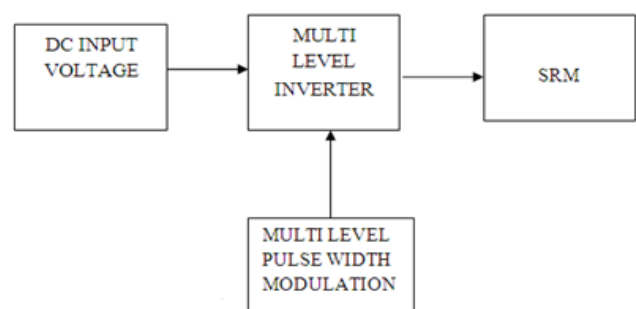 DC INPUT
VOLTAGE
MULTI
LEVEL
INVERTER
SRM
MULTI LEVEL
PULSE WIDTH
MODULATION